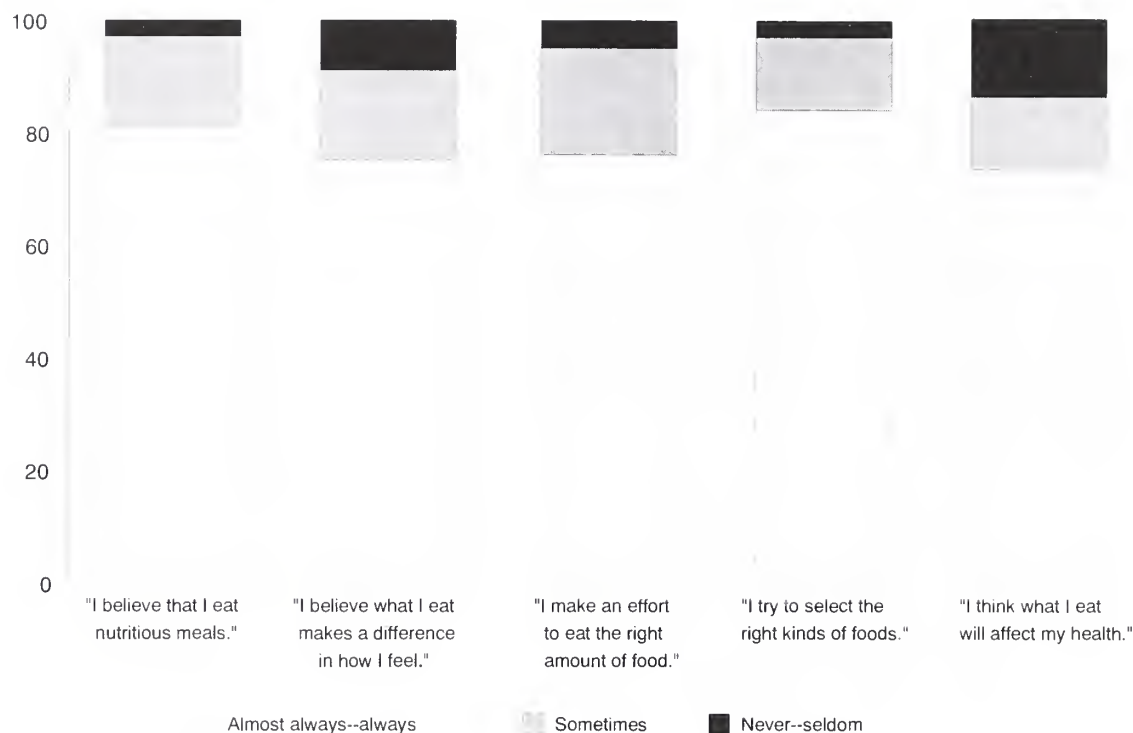 100
80
60
40
20
0
"I believe that I eat
nutritious meals."
"I believe what I eat
makes a difference
in how I feel."
"I make an effort
to eat the right
amount of food."
"I try to select the
right kinds of foods."
"I think what I eat
will affect my health."
Almost always--always
Sometimes
Never--seldom